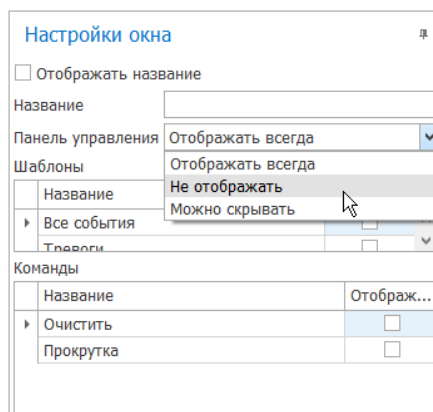 Настройки окна
Отображать название
Название
Панель управления Отображать всегда
Отображать всегда
Не отображать
Можно скрывать
Шаблоны
Название
Все события
Тревоги
Команды
Название Отображ...
Очистить
Прокрутка